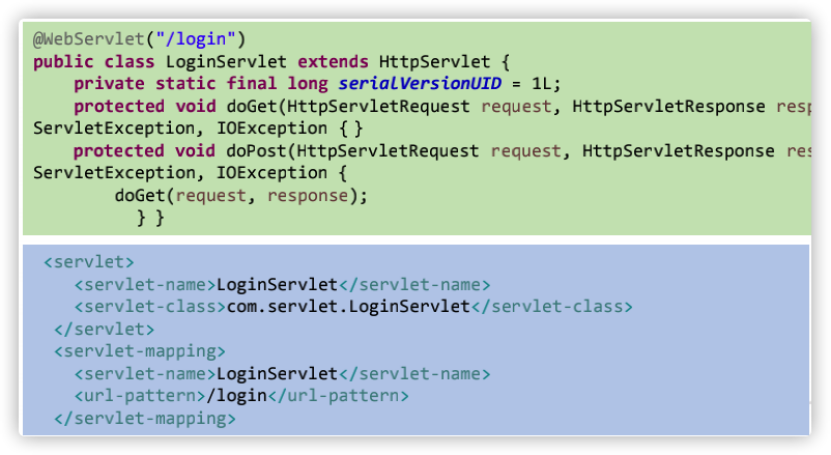 @WebServlet("/login")
public class LoginServlet extends HttpServlet {
private static final long serialVersionUID = 1L;
protected void doGet(HttpServletRequest request, HttpServletResponse resp
ServletException, IOException { }
protected void doPost(HttpServletRequest request, HttpServletResponse res
ServletException, IOException {
doGet(request, response);
} }
<servlet>
<servlet-name>LoginServlet</servlet-name>
<servlet-class>com.servlet.LoginServlet</servlet-class>
</servlet>
<servlet-mapping>
<servlet-name>LoginServlet</servlet-name>
<url-pattern>/login</url-pattern>
</servlet-mapping>